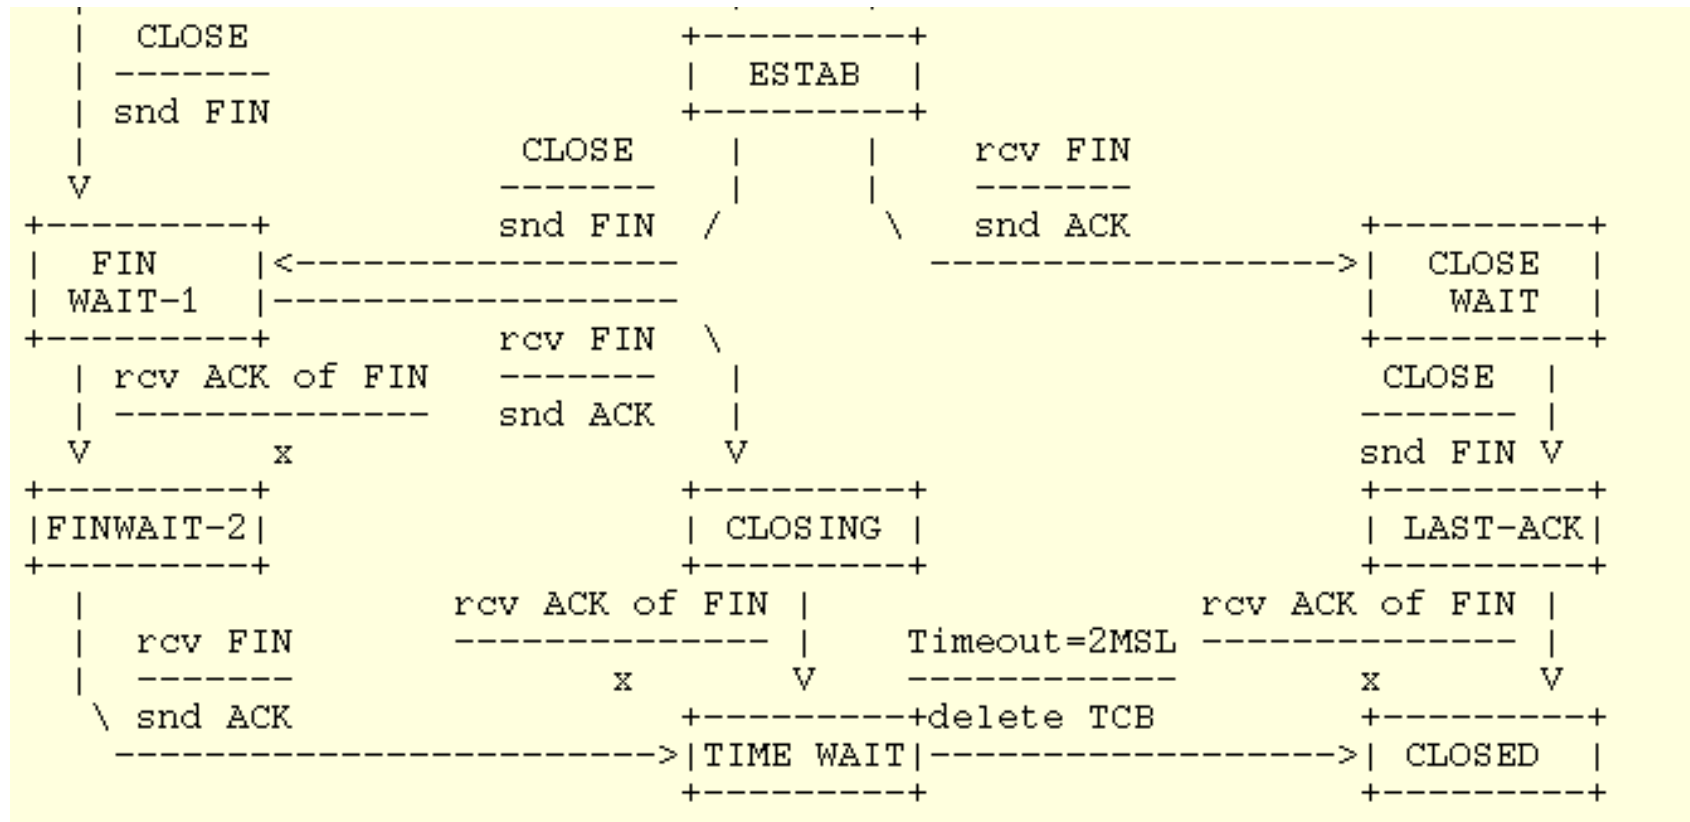 |  CLOSE                   +---------+
| -------                  |  ESTAB  |
| snd FIN                  +---------+
|                   CLOSE    |     |    rcv FIN
V                  -------   |     |    -------
+---------+          snd FIN  /       \   snd ACK                    +---------+
|  FIN    |<-----------------           ------------------>|  CLOSE  |
| WAIT-1  |------------------                              |   WAIT  |
+---------+          rcv FIN  \                            +---------+
| rcv ACK of FIN   -------   |                            CLOSE  |
| --------------   snd ACK   |                           ------- |
V        x                   V                           snd FIN V
+---------+                  +---------+                   +---------+
|FINWAIT-2|                  | CLOSING |                   | LAST-ACK|
+---------+                  +---------+                   +---------+
|                rcv ACK of FIN |                 rcv ACK of FIN |
|  rcv FIN       -------------- |    Timeout=2MSL -------------- |
|  -------              x       V    ------------        x       V
\ snd ACK                 +---------+delete TCB         +---------+
------------------------>|TIME WAIT|------------------>| CLOSED  |
+---------+                   +---------+